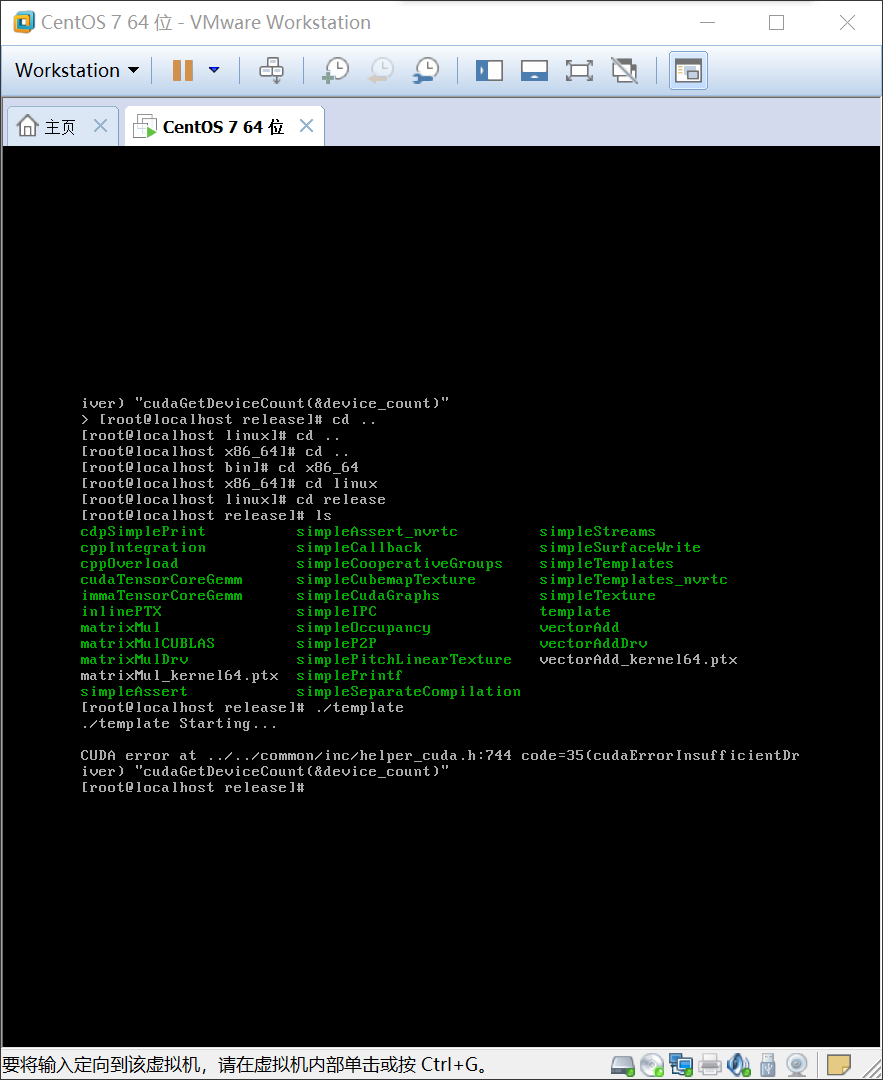 CentOS 7 64 位 - VMware Workstation
Workstation
主页
CentOS 7 64 位
iver) "cudaGetDeviceCount(&device_count)"
> [root@localhost release]# cd ..
[root@localhost linux]# cd ..
[root@localhost x86_64]# cd ..
[root@localhost bin]# cd x86_64
[root@localhost x86_64]# cd linux
[root@localhost linux]# cd release
[root@localhost release]# ls
cdpSimplePrint simpleAssert_nvrtc simpleStreams
cppIntegration simpleCallback simpleSurfaceWrite
cppOverload simpleCooperativeGroups simpleTemplates
cudaTensorCoreGemm simpleCubemapTexture simpleTemplates_nvrtc
immaTensorCoreGemm simpleCudaGraphs simpleTexture
inlinePTX simpleIPC template
matrixMul simpleOccupancy vectorAdd
matrixMulCUBLAS simpleP2P vectorAddDrv
matrixMulDrv simplePitchLinearTexture vectorAdd_kernel64.ptx
matrixMul_kernel64.ptx simplePrintf
simpleAssert simpleSeparateCompilation
[root@localhost release]# ./template
./template Starting...
CUDA error at ../../common/inc/helper_cuda.h:744 code=35(cudaErrorInsufficientDr
iver) "cudaGetDeviceCount(&device_count)"
[root@localhost release]#
要将输入定向到该虚拟机，请在虚拟机内部单击或按 Ctrl+G。